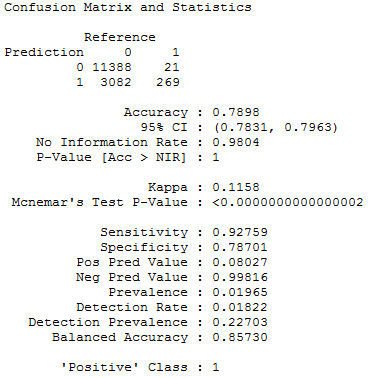 Confusion Matrix and Statistics
Reference
Prediction 0 1
0 11388 21
1 3082 269
Accuracy : 0.7898
95% CI : (0.7831, 0.7963)
No Information Rate : 0.9804
P-Value [Acc > NIR] : 1
Kappa : 0.1158
Mcnemar's Test P-Value : <0.0000000000000002
Sensitivity : 0.92759
Specificity : 0.78701
Pos Pred Value : 0.08027
Neg Pred Value : 0.99816
Prevalence : 0.01965
Detection Rate : 0.01822
Detection Prevalence : 0.22703
Balanced Accuracy : 0.85730
'Positive' Class : 1